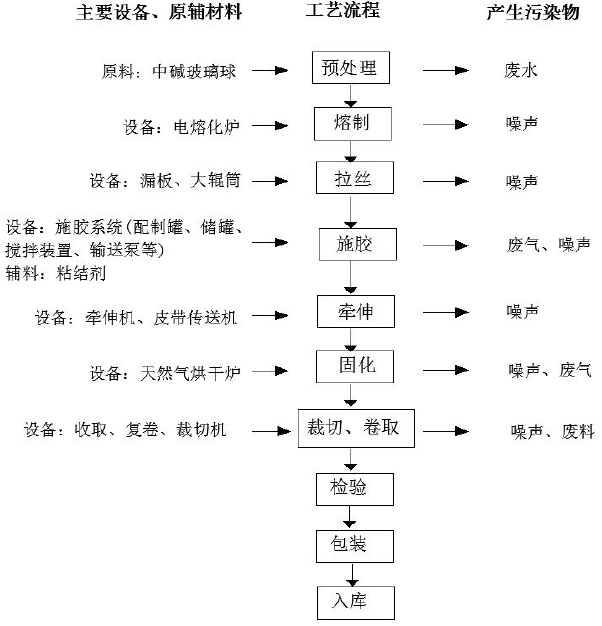 主要设备、原辅材料 工艺流程 产生污染物
原料：中碱玻璃球 预处理 废水
设备：电熔化炉 熔制 噪声
设备：漏板、大辊筒 拉丝 噪声
设备：施胶系统(配制罐、储罐、
搅拌装置、输送泵等) 施胶 废气、噪声
辅料：粘结剂
设备：牵伸机、皮带传送机 牵伸 噪声
设备：天然气烘干炉 固化 噪声、废气
设备：收取、复卷、裁切机 裁切、卷取 噪声、废料
检验
包装
入库